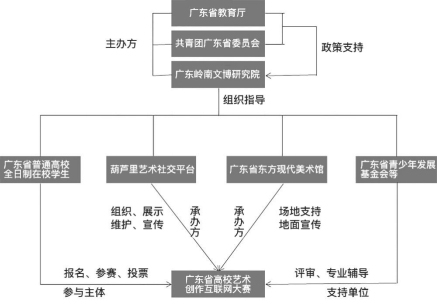 广东省教育厅
主办方
共青团广东省委员会
政策支持
广东岭南文博研究院
组织指导
广东省普通高校
全日制在校学生
葫芦里艺术社交平台
广东省东方现代美术馆
广东省青少年发展
基金会等
组织、展示
维护、宣传
承办方
承办方
场地支持
地面宣传
报名、参赛、投票
参与主体
广东省高校艺术
创作互联网大赛
评审、专业辅导
支持单位